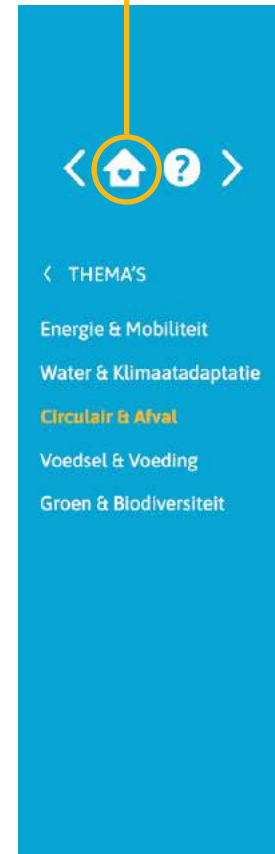 < ? >
< THEMA'S
Energie & Mobiliteit
Water & Klimaatadaptatie
Circulair & Afval
Voedsel & Voeding
Groen & Biodiversiteit